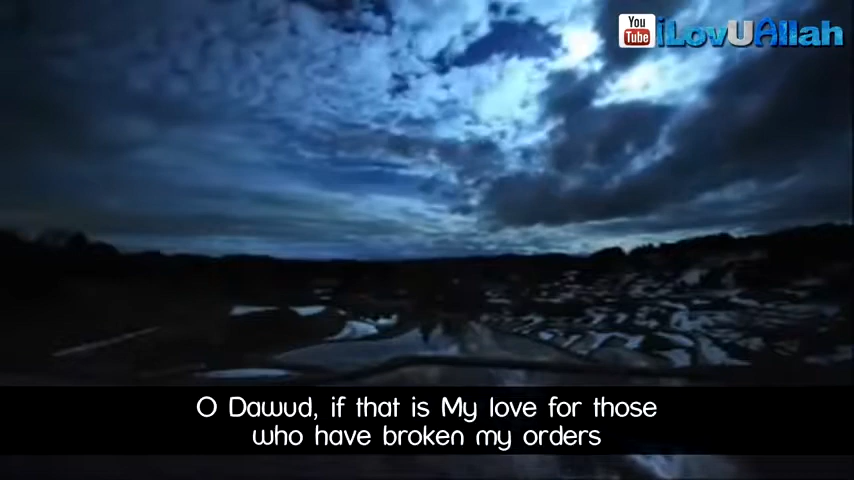 You
Tube iLovUAllah
O Dawud, if that is My love for those
who have broken my orders